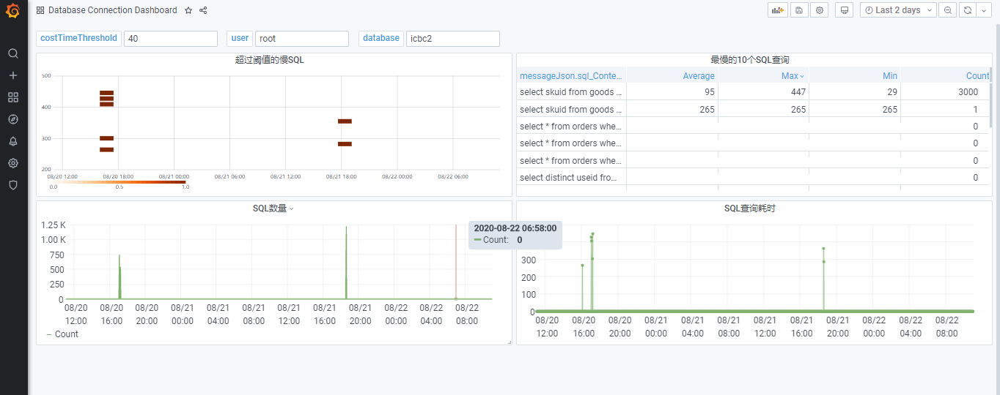 Database Connection Dashboard
Last 2 days
costTimeThreshold 40 user root database icbc2
超过阈值的慢SQL
500
400
300
200
08/20 12:00 08/20 18:00 08/21 00:00 08/21 06:00 08/21 12:00 08/21 18:00 08/22 00:00 08/22 06:00
0.0 0.5 1.0
最慢的10个SQL查询
messageJson.sql_Conte... Average Max Min Count
select skuid from goods ... 95 447 29 3000
select skuid from goods ... 265 265 265 1
select * from orders whe... 0
select * from orders whe... 0
select * from orders whe... 0
select distinct useid fro... 0
SQL数量
1.25 K
1.00 K
750
500
250
0
08/20 08/20 08/20 08/21 08/21 08/21 08/21 08/21 08/21 08/22 08/22 08/22
12:00 16:00 20:00 00:00 04:00 08:00 12:00 16:00 20:00 00:00 04:00 08:00
Count
2020-08-22 06:58:00
Count: 0
SQL查询耗时
300
200
100
0
08/20 08/20 08/20 08/21 08/21 08/21 08/21 08/21 08/21 08/22 08/22 08/22
12:00 16:00 20:00 00:00 04:00 08:00 12:00 16:00 20:00 00:00 04:00 08:00